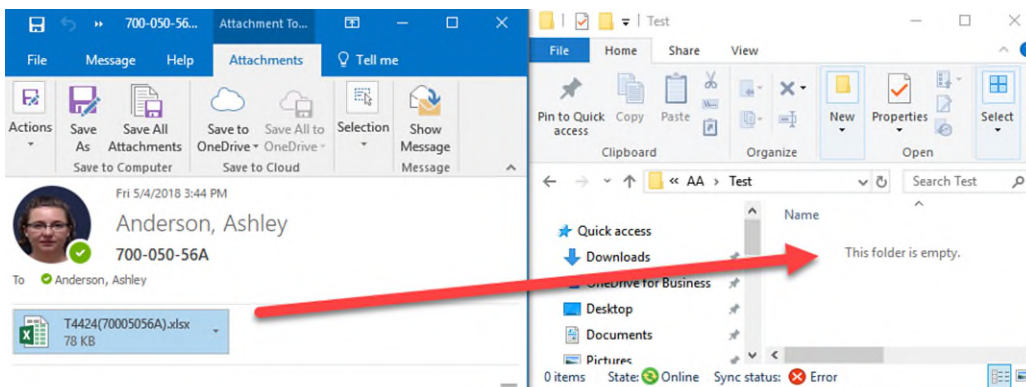 700-050-56...
Attachment To...
File
Message
Help
Attachments
Tell me
Actions
Save
As
Save All
Attachments
Save to
OneDrive
Save All to
OneDrive
Selection
Show
Message
Save to Computer
Save to Cloud
Message
Fri 5/4/2018 3:44 PM
Anderson, Ashley
700-050-56A
To
Anderson, Ashley
T4424(70005056A).xlsx
78 KB
Test
File
Home
Share
View
Pin to Quick
access
Copy
Paste
New
Properties
Select
Clipboard
Organize
Open
« AA > Test
Search Test
Name
Quick access
This folder is empty.
Downloads
OneDrive for Business
Desktop
Documents
Pictures
0 items
State: Online
Sync status: Error